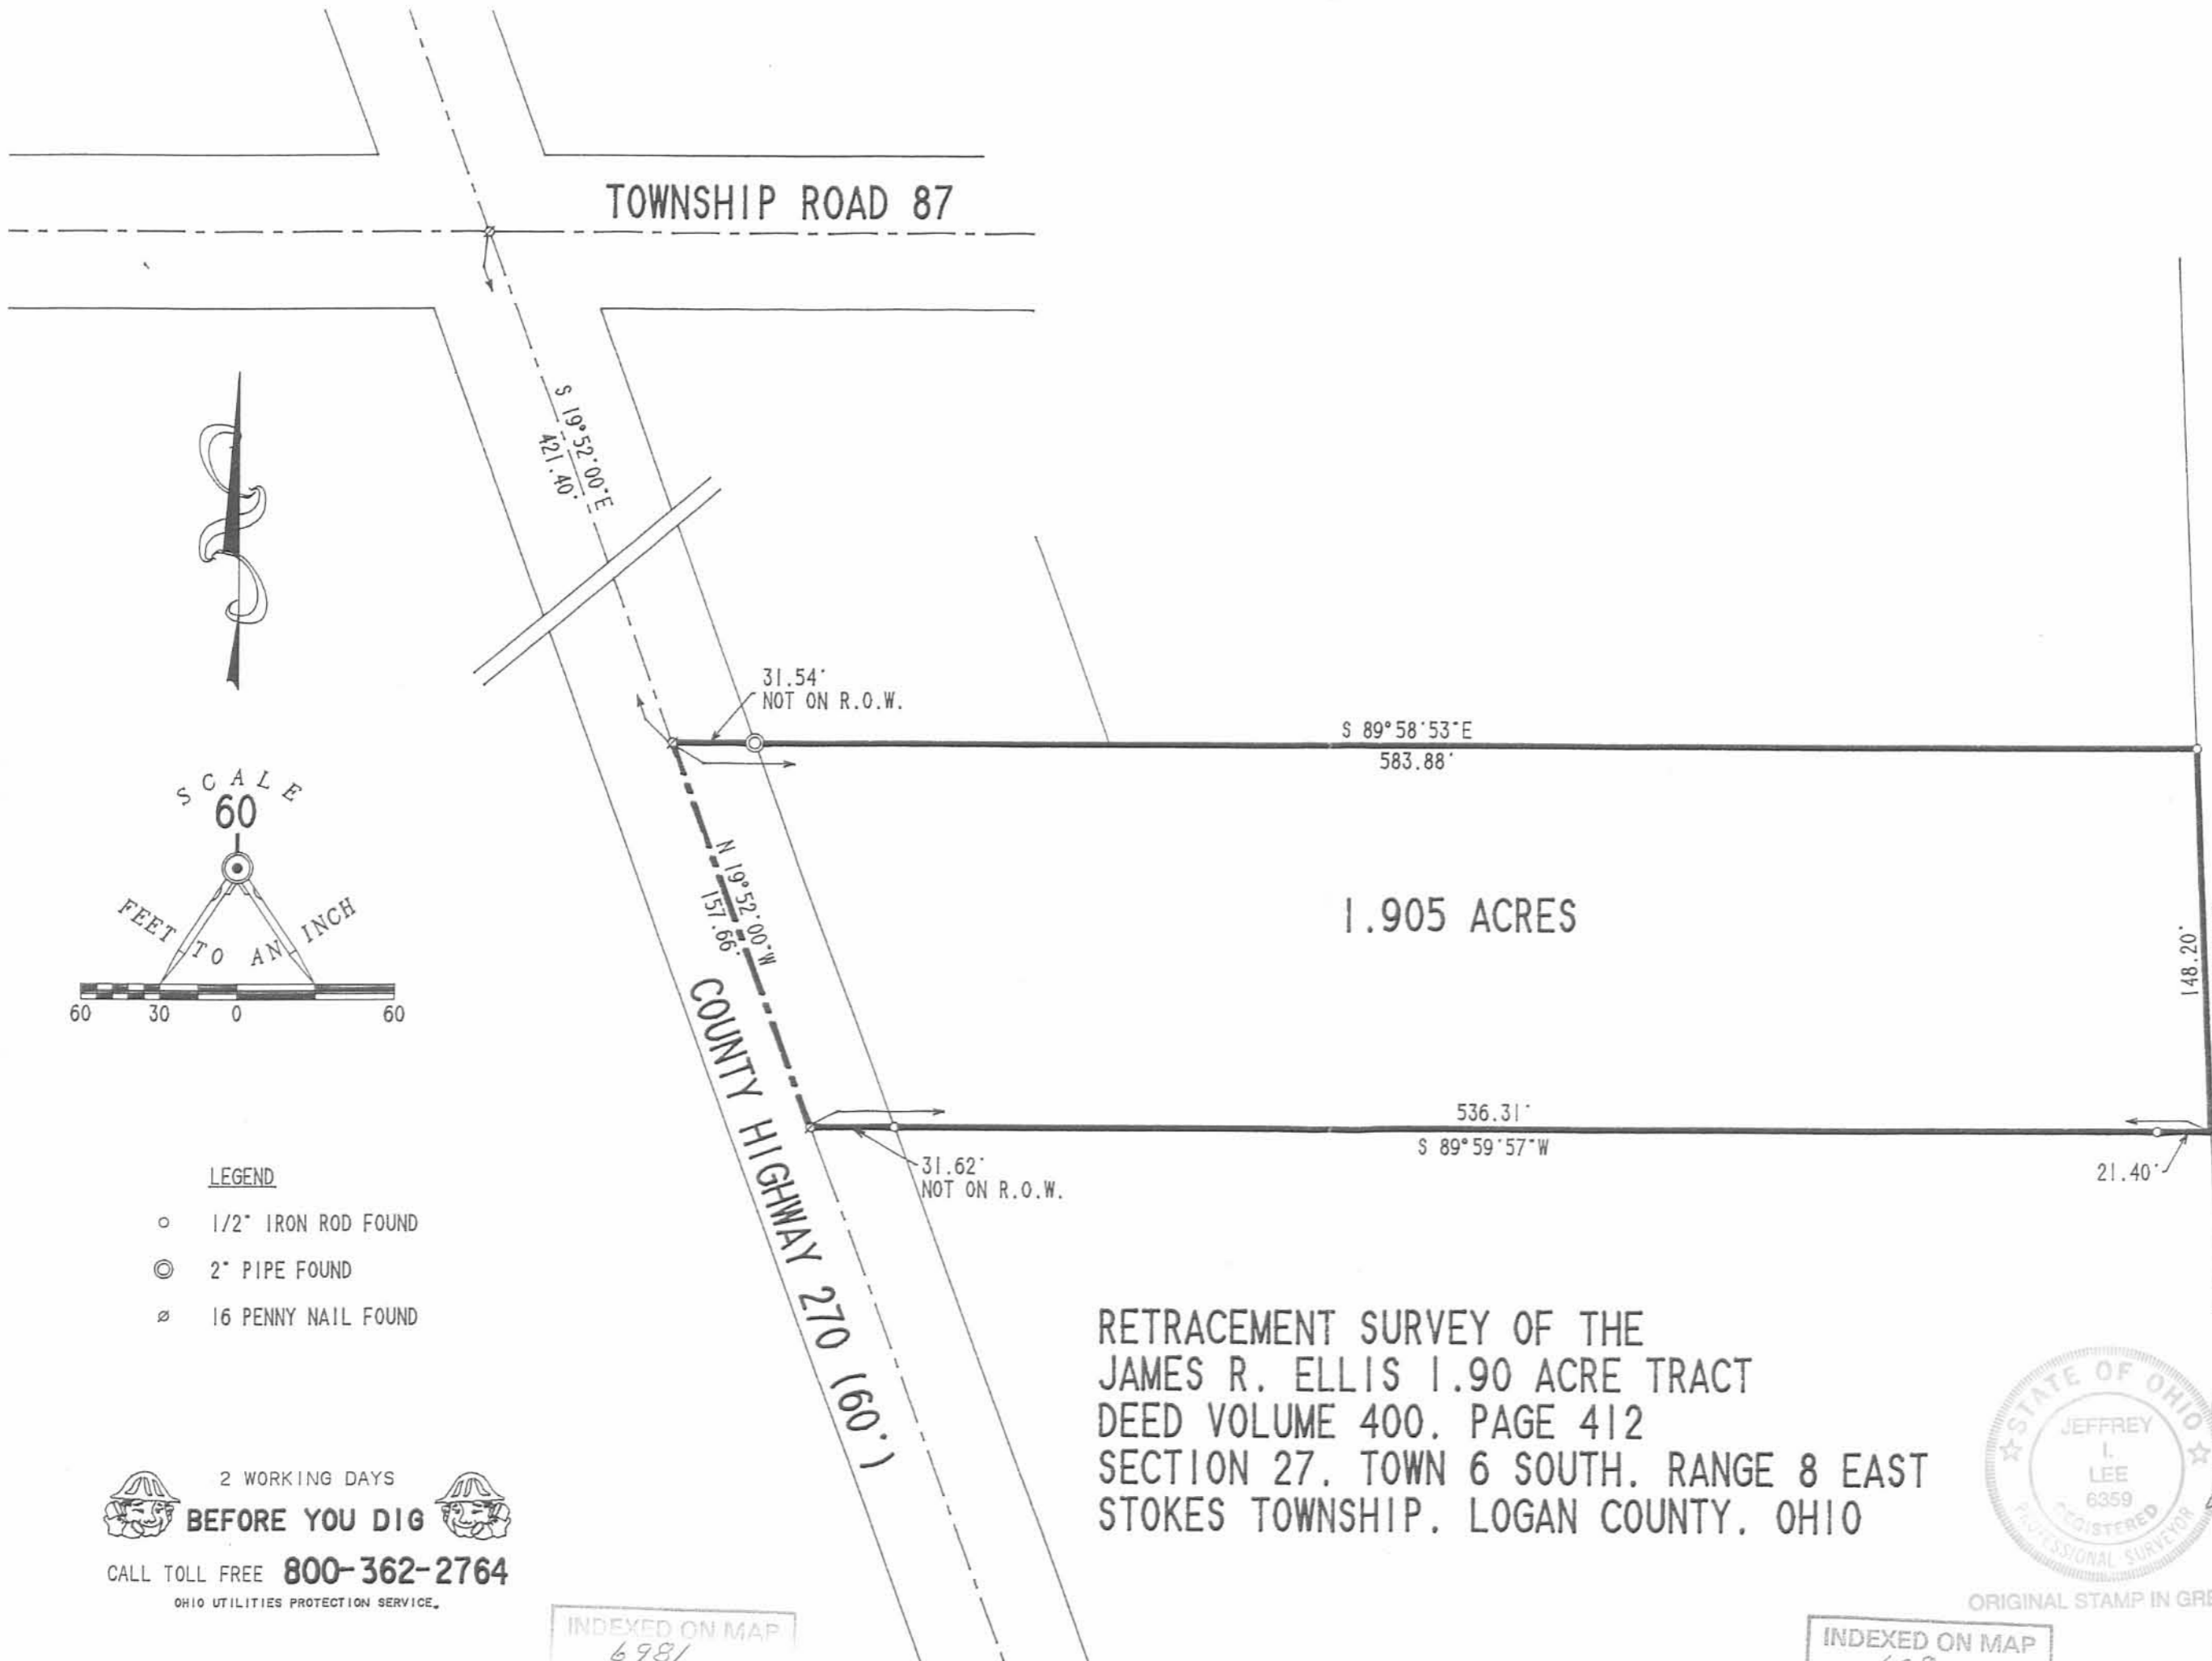 TOWNSHIP ROAD 87
S 19°52'00"E
421.40'
31.54'
NOT ON R.O.W.
S 89°58'53"E
583.88'
SCALE
60
FEET TO AN INCH
60 30 0 60
N 19°52'00"W
157.66'
1.905 ACRES
148.20'
COUNTY HIGHWAY 270 (60')
536.31'
S 89°59'57"W
31.62'
NOT ON R.O.W.
21.40'
LEGEND
1/2" IRON ROD FOUND
2" PIPE FOUND
16 PENNY NAIL FOUND
RETRACEMENT SURVEY OF THE
JAMES R. ELLIS 1.90 ACRE TRACT
DEED VOLUME 400, PAGE 412
SECTION 27, TOWN 6 SOUTH, RANGE 8 EAST
STOKES TOWNSHIP, LOGAN COUNTY, OHIO
STATE OF OHIO
JEFFREY
I.
LEE
6359
REGISTERED
PROFESSIONAL SURVEYOR
ORIGINAL STAMP IN GRE
2 WORKING DAYS
BEFORE YOU DIG
CALL TOLL FREE 800-362-2764
OHIO UTILITIES PROTECTION SERVICE.
INDEXED ON MAP
6981
INDEXED ON MAP